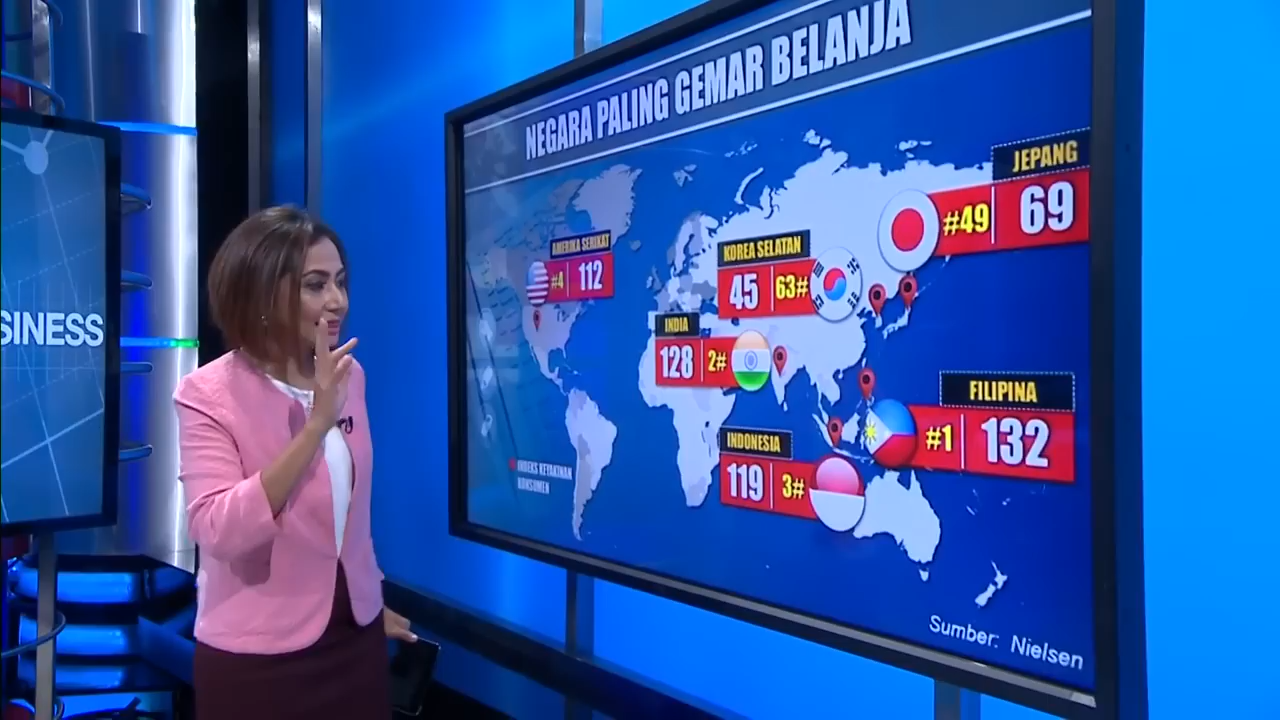 SINESS
NEGARA PALING GEMAR BELANJA
JEPANG
#49 69
AMERIKA SERIKAT
#4 112
KOREA SELATAN
45 63#
INDIA
128 2#
FILIPINA
#1 132
INDONESIA
119 3#
INDEKS KEYAKINAN
KONSUMEN
Sumber: Nielsen